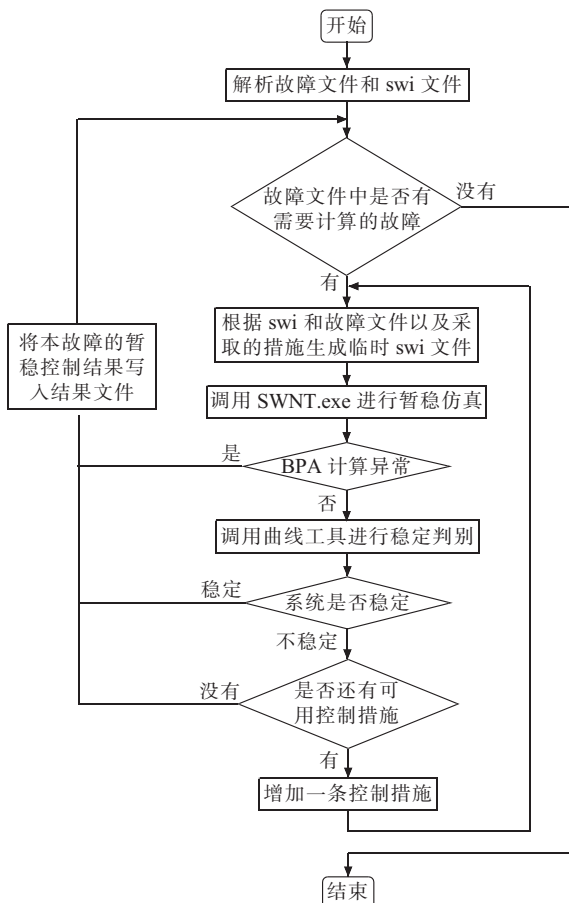 开始
解析故障文件和 swi 文件
故障文件中是否有
需要计算的故障
没有
有
根据 swi 和故障文件以及采
取的措施生成临时 swi 文件
将本故障的暂
稳控制结果写
入结果文件
调用 SWNT.exe 进行暂稳仿真
是
BPA 计算异常
否
调用曲线工具进行稳定判别
稳定
系统是否稳定
不稳定
没有
是否还有可
用控制措施
有
增加一条控制措施
结束